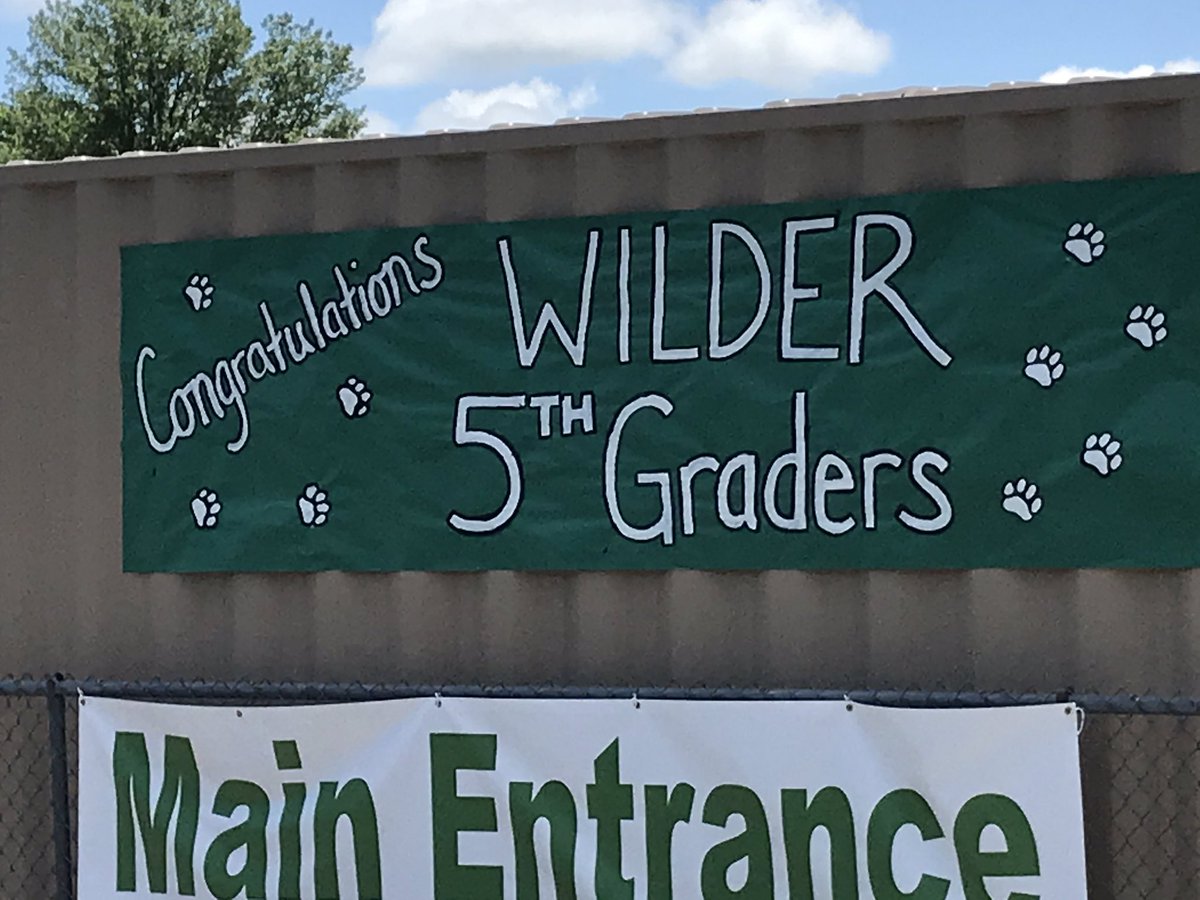 Congratulations
WILDER
5TH Graders
Main Entrance